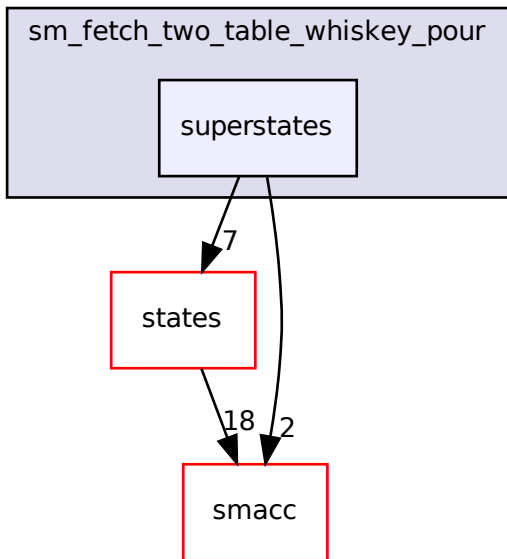 sm_fetch_two_table_whiskey_pour
superstates
7
states
18
2
smacc